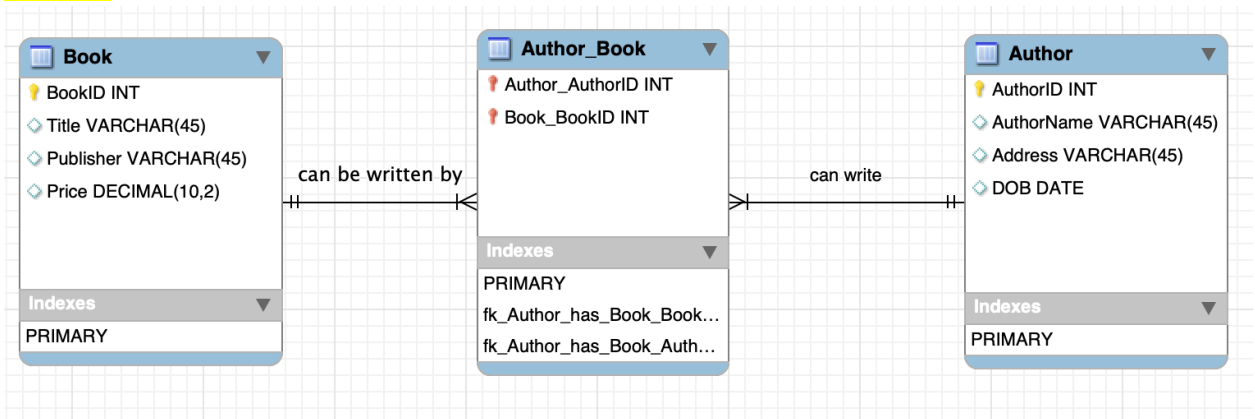 Book
BookID INT
Title VARCHAR(45)
Publisher VARCHAR(45)
Price DECIMAL(10,2)
Indexes
PRIMARY
can be written by
Author_Book
Author_AuthorID INT
Book_BookID INT
Indexes
PRIMARY
fk_Author_has_Book_Book...
fk_Author_has_Book_Auth...
can write
Author
AuthorID INT
AuthorName VARCHAR(45)
Address VARCHAR(45)
DOB DATE
Indexes
PRIMARY